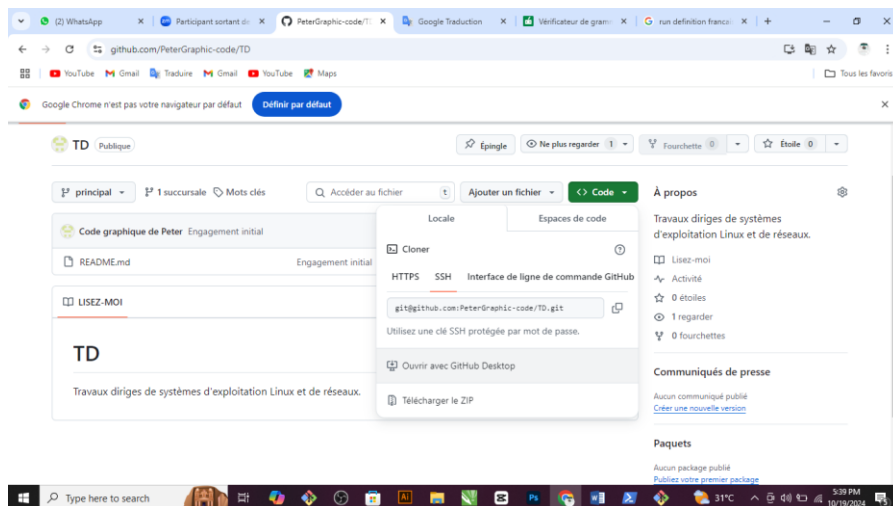 (2) WhatsApp
Participant sortant de
PeterGraphic-code/T
Google Traduction
Vérificateur de gramm
run definition francai
github.com/PeterGraphic-code/TD
YouTube Gmail Traduire Gmail YouTube Maps
Tous les favoris
Google Chrome n'est pas votre navigateur par défaut Définir par défaut
TD Publique
Épingle
Ne plus regarder 1
Fourchette 0
Étoile 0
principal 1 succursale Mots clés
Accéder au fichier t
Ajouter un fichier
<> Code
À propos
Code graphique de Peter Engagement initial
README.md Engagement initial
LISEZ-MOI
TD
Travaux diriges de systèmes d'exploitation Linux et de réseaux.
Locale Espaces de code
Cloner
HTTPS SSH Interface de ligne de commande GitHub
git@github.com:PeterGraphic-code/TD.git
Utilisez une clé SSH protégée par mot de passe.
Ouvrir avec GitHub Desktop
Télécharger le ZIP
Travaux diriges de systèmes
d'exploitation Linux et de réseaux.
Lisez-moi
Activité
0 étoiles
1 regarder
0 fourchettes
Communiqués de presse
Aucun communiqué publié
Créer une nouvelle version
Paquets
Aucun package publié
Publiez votre premier package
Type here to search
Ai
Ps
31°C
5:39 PM
10/19/2024